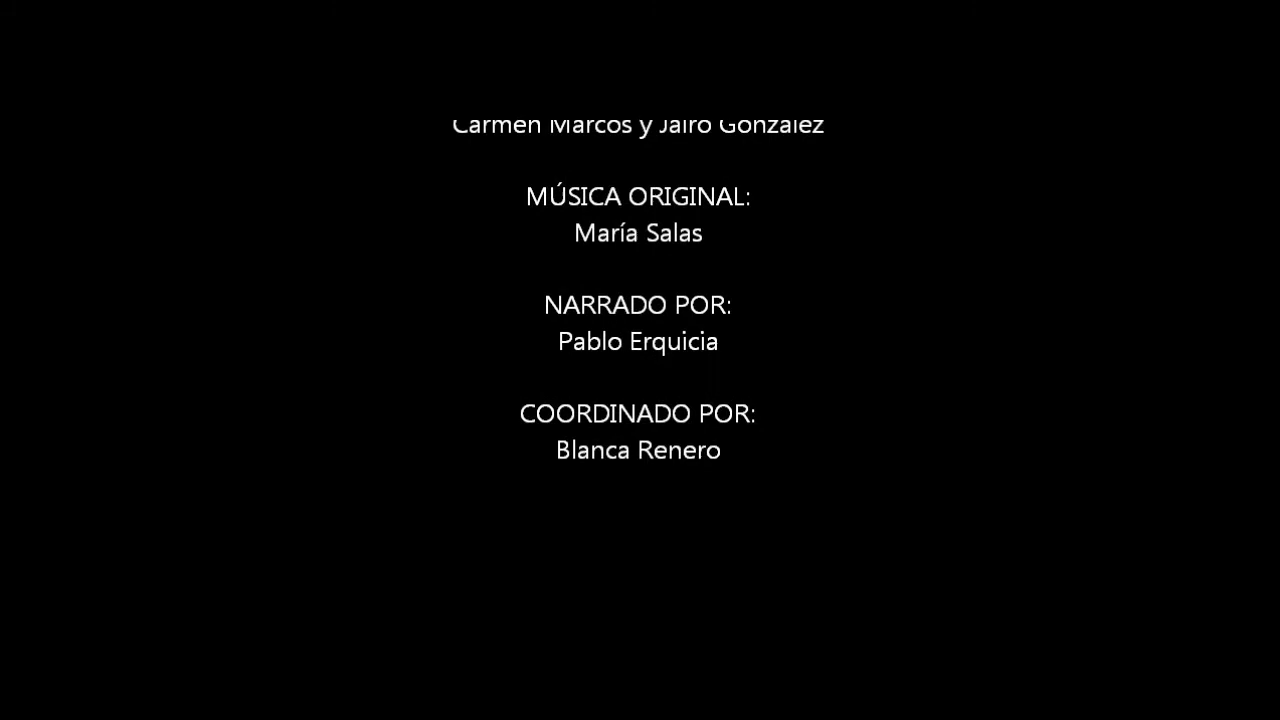 Carmen Marcos y Jairo González
MÚSICA ORIGINAL:
María Salas
NARRADO POR:
Pablo Erquicia
COORDINADO POR:
Blanca Renero